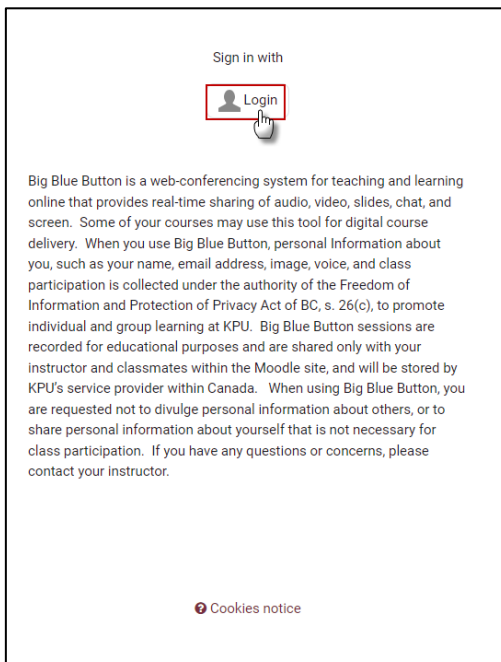 Sign in with
Login
Big Blue Button is a web-conferencing system for teaching and learning
online that provides real-time sharing of audio, video, slides, chat, and
screen.  Some of your courses may use this tool for digital course
delivery.  When you use Big Blue Button, personal Information about
you, such as your name, email address, image, voice, and class
participation is collected under the authority of the Freedom of
Information and Protection of Privacy Act of BC, s. 26(c), to promote
individual and group learning at KPU.  Big Blue Button sessions are
recorded for educational purposes and are shared only with your
instructor and classmates within the Moodle site, and will be stored by
KPU's service provider within Canada.   When using Big Blue Button, you
are requested not to divulge personal information about others, or to
share personal information about yourself that is not necessary for
class participation.  If you have any questions or concerns, please
contact your instructor.
Cookies notice